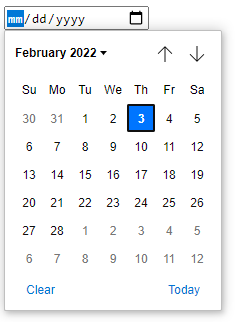 mm/dd/yyyy
February 2022
Su Mo Tu We Th Fr Sa
30 31 1 2 3 4 5
6 7 8 9 10 11 12
13 14 15 16 17 18 19
20 21 22 23 24 25 26
27 28 1 2 3 4 5
6 7 8 9 10 11 12
Clear Today